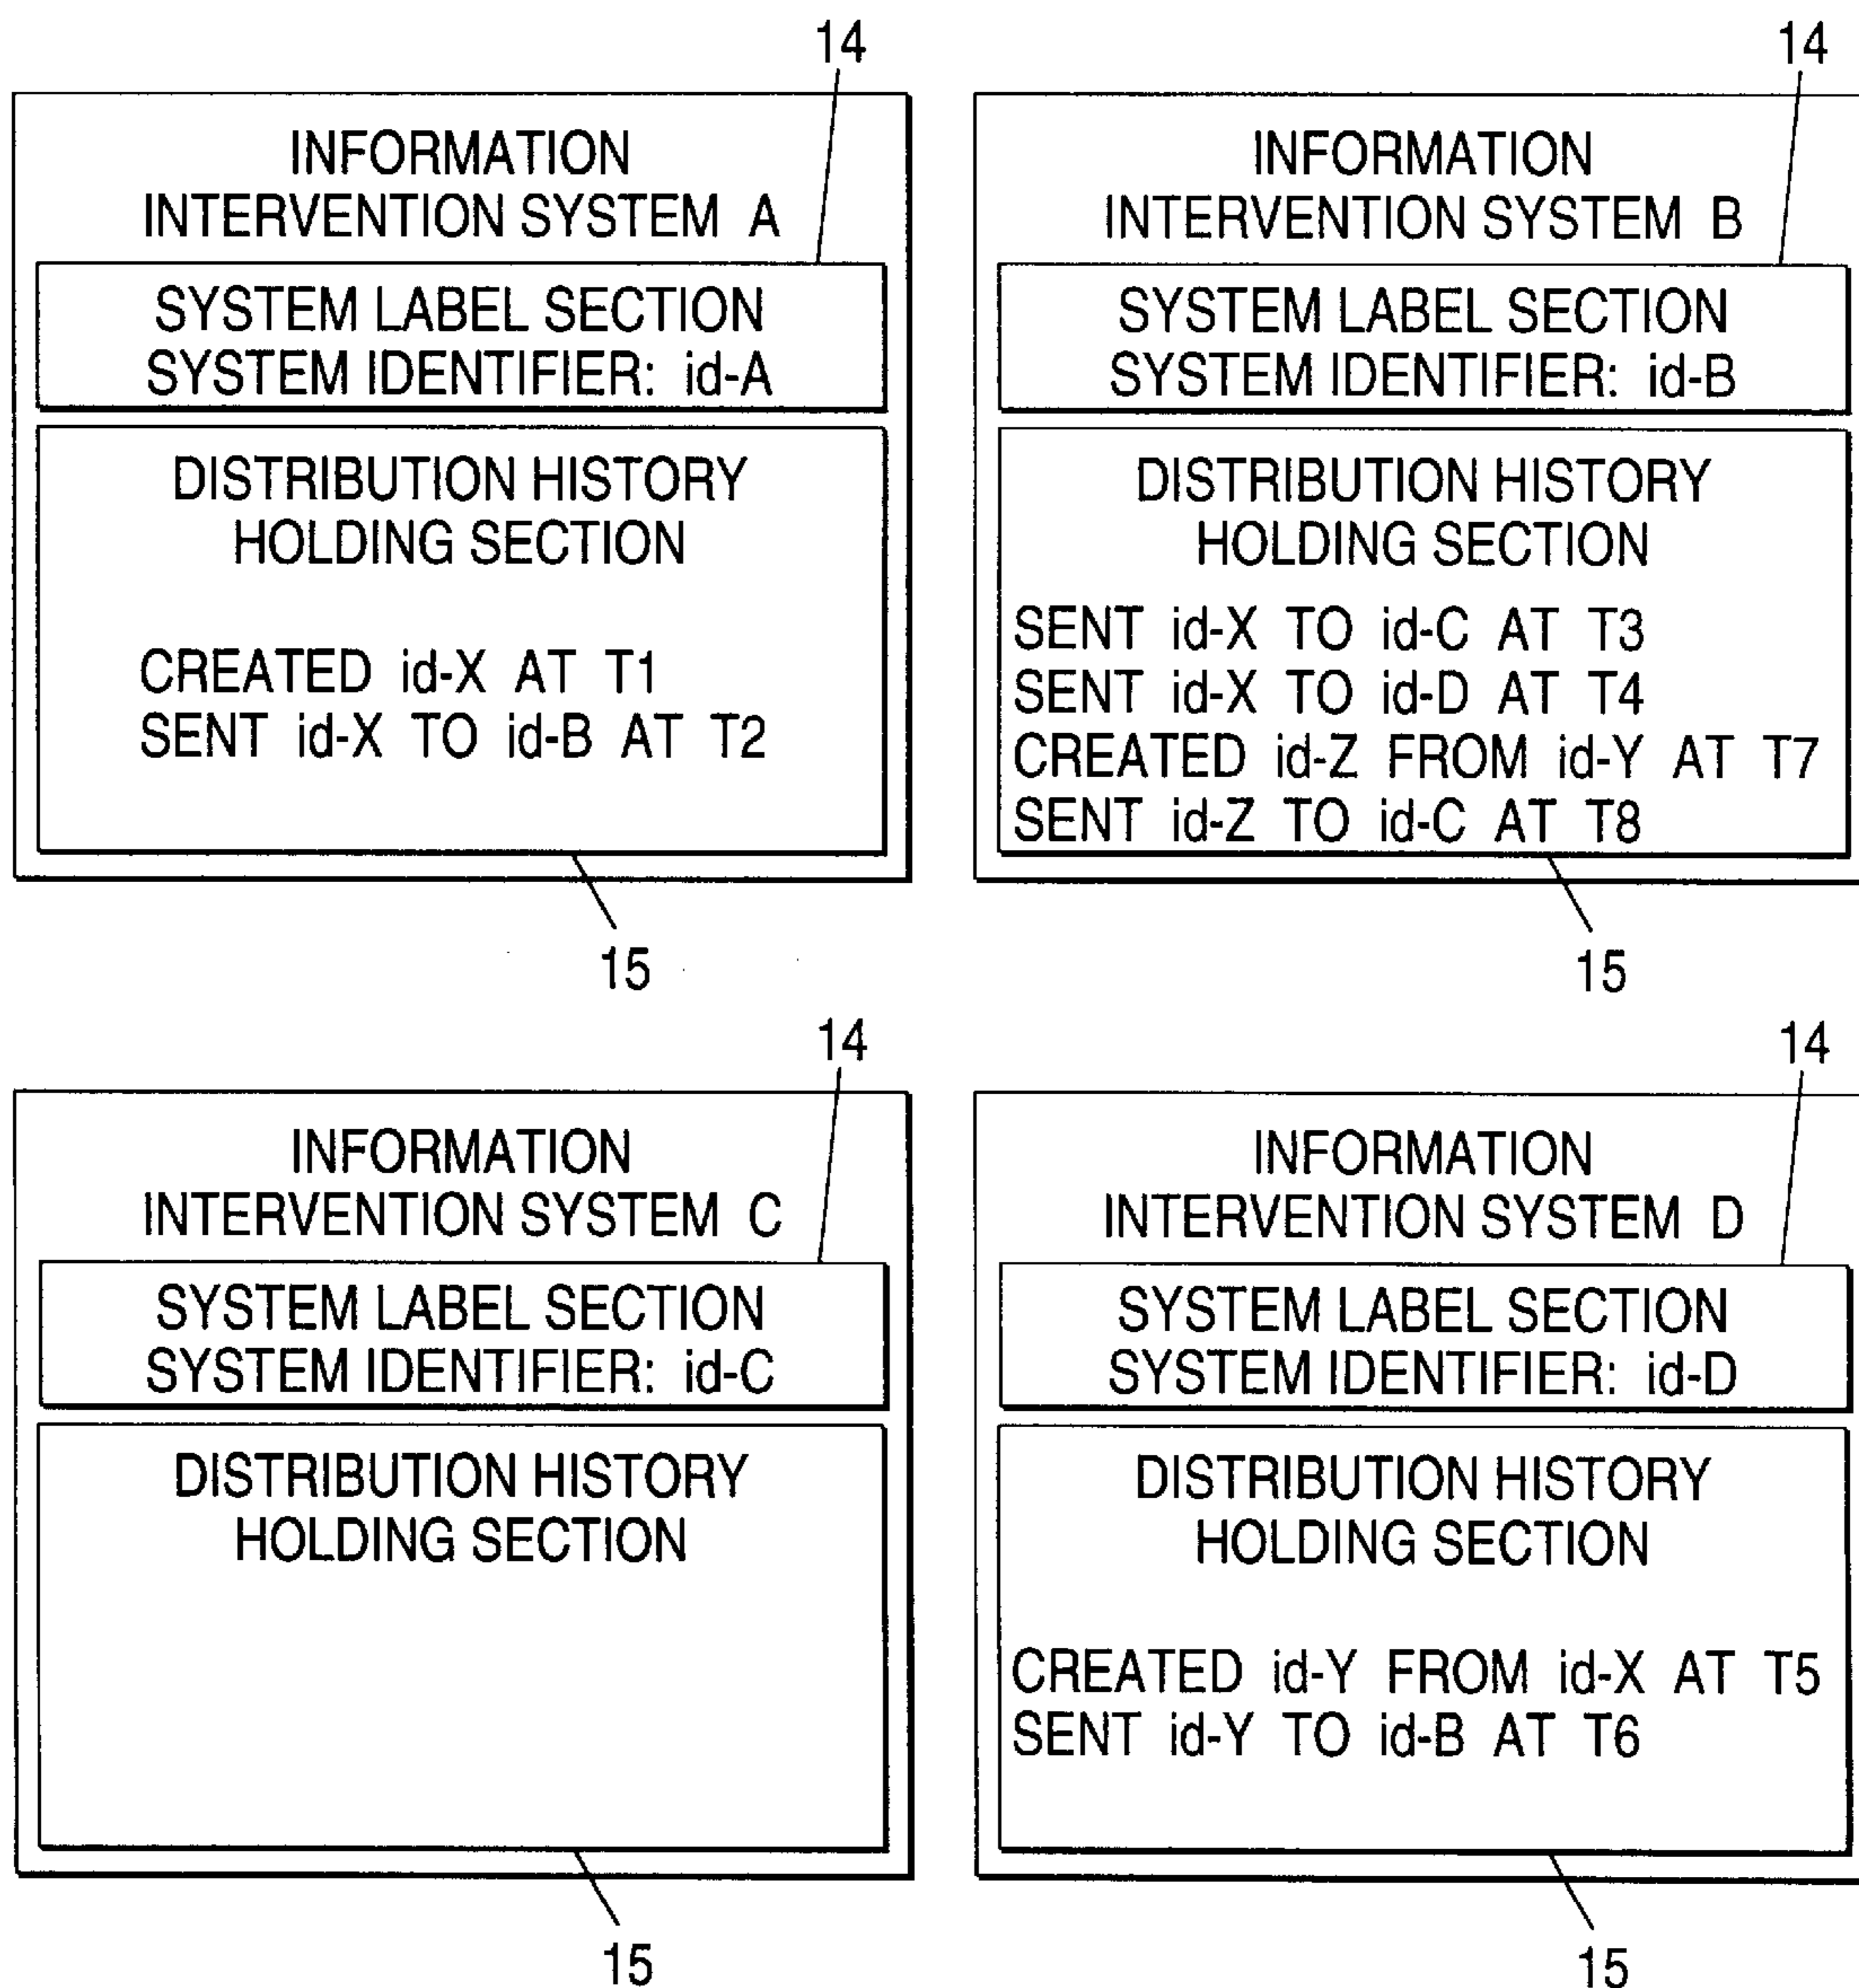 14
INFORMATION
INTERVENTION SYSTEM A
SYSTEM LABEL SECTION
SYSTEM IDENTIFIER: id-A
DISTRIBUTION HISTORY
HOLDING SECTION
CREATED id-X AT T1
SENT id-X TO id-B AT T2
15
14
INFORMATION
INTERVENTION SYSTEM B
SYSTEM LABEL SECTION
SYSTEM IDENTIFIER: id-B
DISTRIBUTION HISTORY
HOLDING SECTION
SENT id-X TO id-C AT T3
SENT id-X TO id-D AT T4
CREATED id-Z FROM id-Y AT T7
SENT id-Z TO id-C AT T8
15
14
INFORMATION
INTERVENTION SYSTEM C
SYSTEM LABEL SECTION
SYSTEM IDENTIFIER: id-C
DISTRIBUTION HISTORY
HOLDING SECTION
15
14
INFORMATION
INTERVENTION SYSTEM D
SYSTEM LABEL SECTION
SYSTEM IDENTIFIER: id-D
DISTRIBUTION HISTORY
HOLDING SECTION
CREATED id-Y FROM id-X AT T5
SENT id-Y TO id-B AT T6
15